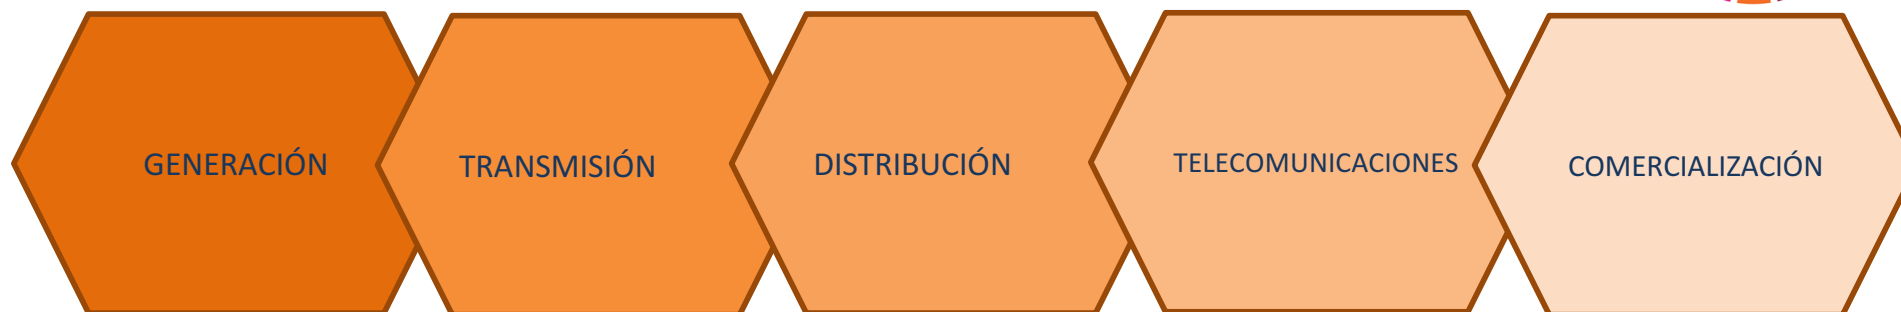 GENERACIÓN
TRANSMISIÓN
DISTRIBUCIÓN
TELECOMUNICACIONES
COMERCIALIZACIÓN